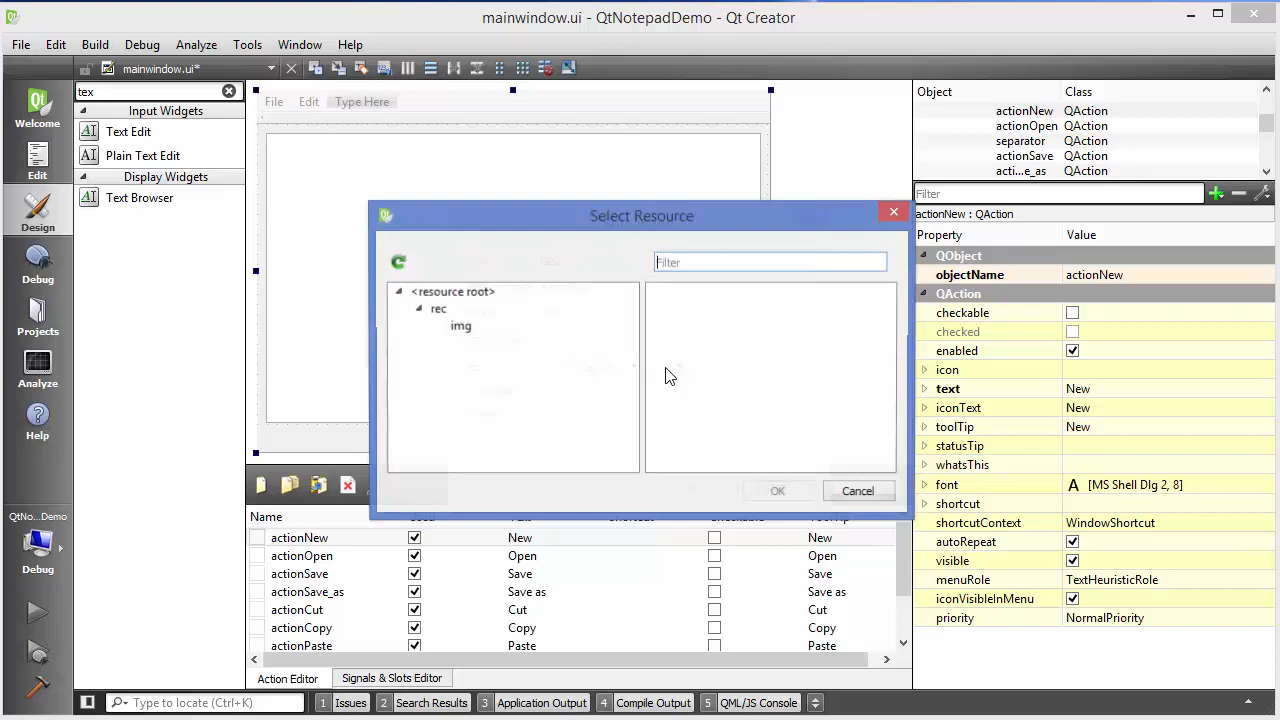 mainwindow.ui - QtNotepadDemo - Qt Creator
File Edit Build Debug Analyze Tools Window Help
mainwindow.ui*
tex
Input Widgets
Text Edit
Plain Text Edit
Display Widgets
Text Browser
Welcome
Edit
Design
Debug
Projects
Analyze
Help
QtNo...Demo
Debug
File Edit Type Here
Select Resource
Filter
<resource root>
rec
img
OK Cancel
Name Used Text Shortcut Checkable ToolTip
actionNew New New
actionOpen Open Open
actionSave Save Save
actionSave_as Save as Save as
actionCut Cut Cut
actionCopy Copy Copy
actionPaste Paste Paste
Action Editor Signals & Slots Editor
Object Class
actionNew QAction
actionOpen QAction
separator QAction
actionSave QAction
acti...e_as QAction
Filter
actionNew : QAction
Property Value
QObject
objectName actionNew
QAction
checkable
checked
enabled
icon
text New
iconText New
toolTip New
statusTip
whatsThis
font A [MS Shell Dlg 2, 8]
shortcut
shortcutContext WindowShortcut
autoRepeat
visible
menuRole TextHeuristicRole
iconVisibleInMenu
priority NormalPriority
Type to locate (Ctrl+K) 1 Issues 2 Search Results 3 Application Output 4 Compile Output 5 QML/JS Console